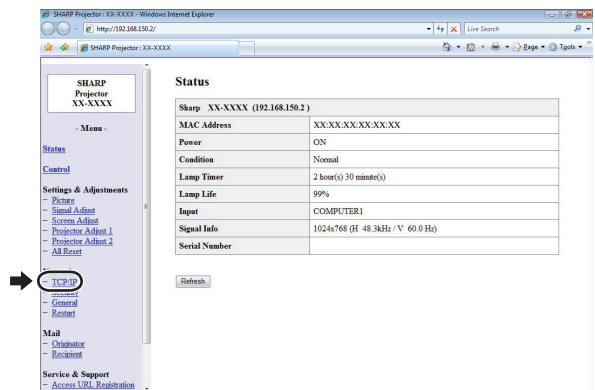 SHARP Projector : XX-XXXX - Windows Internet Explorer
http://192.168.150.2/
Live Search
SHARP Projector : XX-XXXX
Page
Tools
SHARP
Projector
XX-XXXX
- Menu -
Status
Control
Settings & Adjustments
- Picture
- Signal Adjust
- Screen Adjust
- Projector Adjust 1
- Projector Adjust 2
- All Reset
- TCP/IP
- Security
- General
- Restart
Mail
- Originator
- Recipient
Service & Support
- Access URL Registration
Status
Sharp XX-XXXX (192.168.150.2 )
MAC Address XX:XX:XX:XX:XX:XX
Power ON
Condition Normal
Lamp Timer 2 hour(s) 30 minute(s)
Lamp Life 99%
Input COMPUTER1
Signal Info 1024x768 (H 48.3kHz / V 60.0 Hz)
Serial Number
Refresh